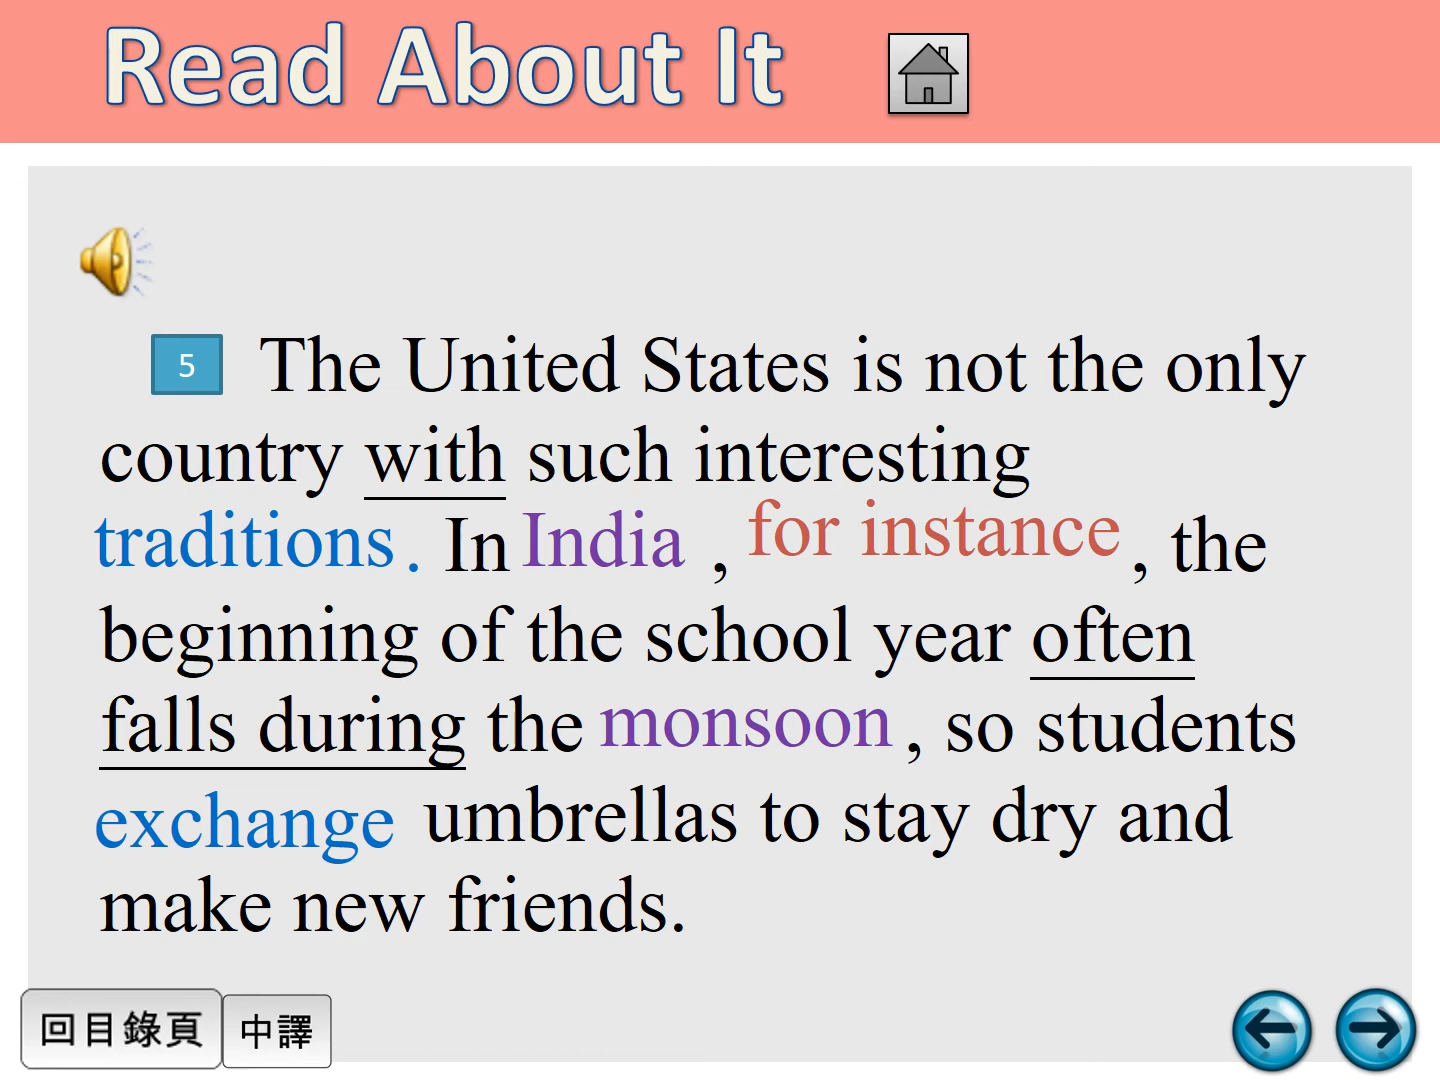 Read About It
5 The United States is not the only
country with such interesting
traditions. In India, for instance, the
beginning of the school year often
falls during the monsoon, so students
exchange umbrellas to stay dry and
make new friends.
回目錄頁 中譯